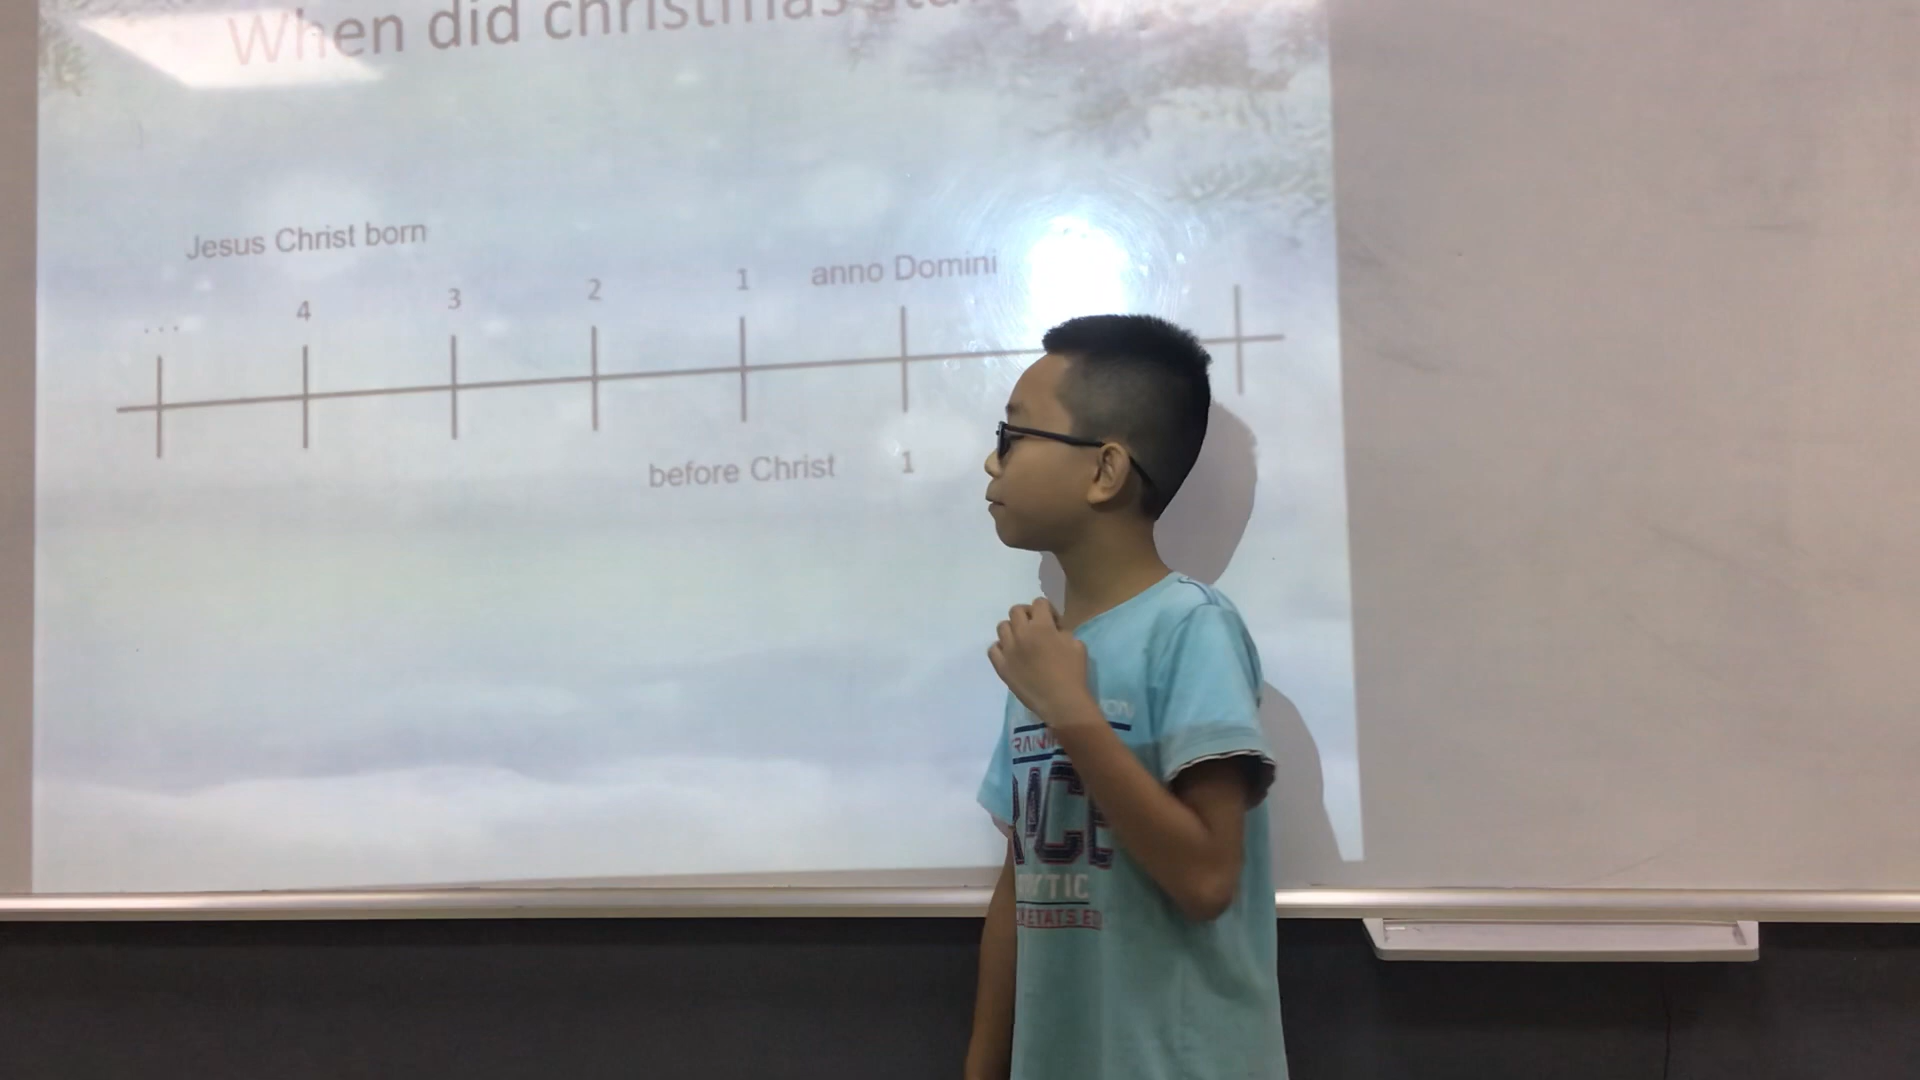 When did christmas
Jesus Christ born
... 4 3 2 1 anno Domini
before Christ 1